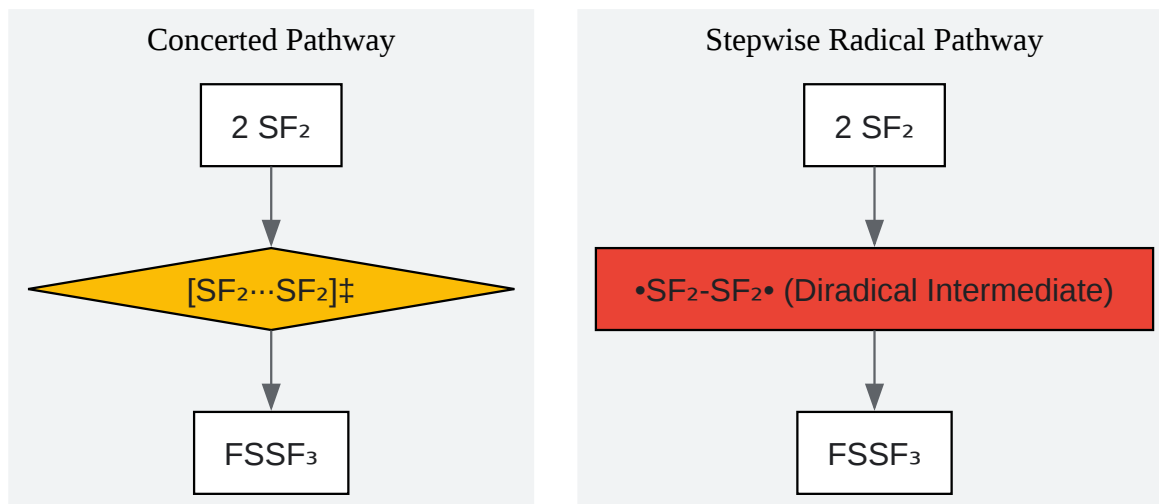 Concerted Pathway
2 SF₂
[SF₂···SF₂]‡
FSSF₃
Stepwise Radical Pathway
2 SF₂
•SF₂-SF₂• (Diradical Intermediate)
FSSF₃